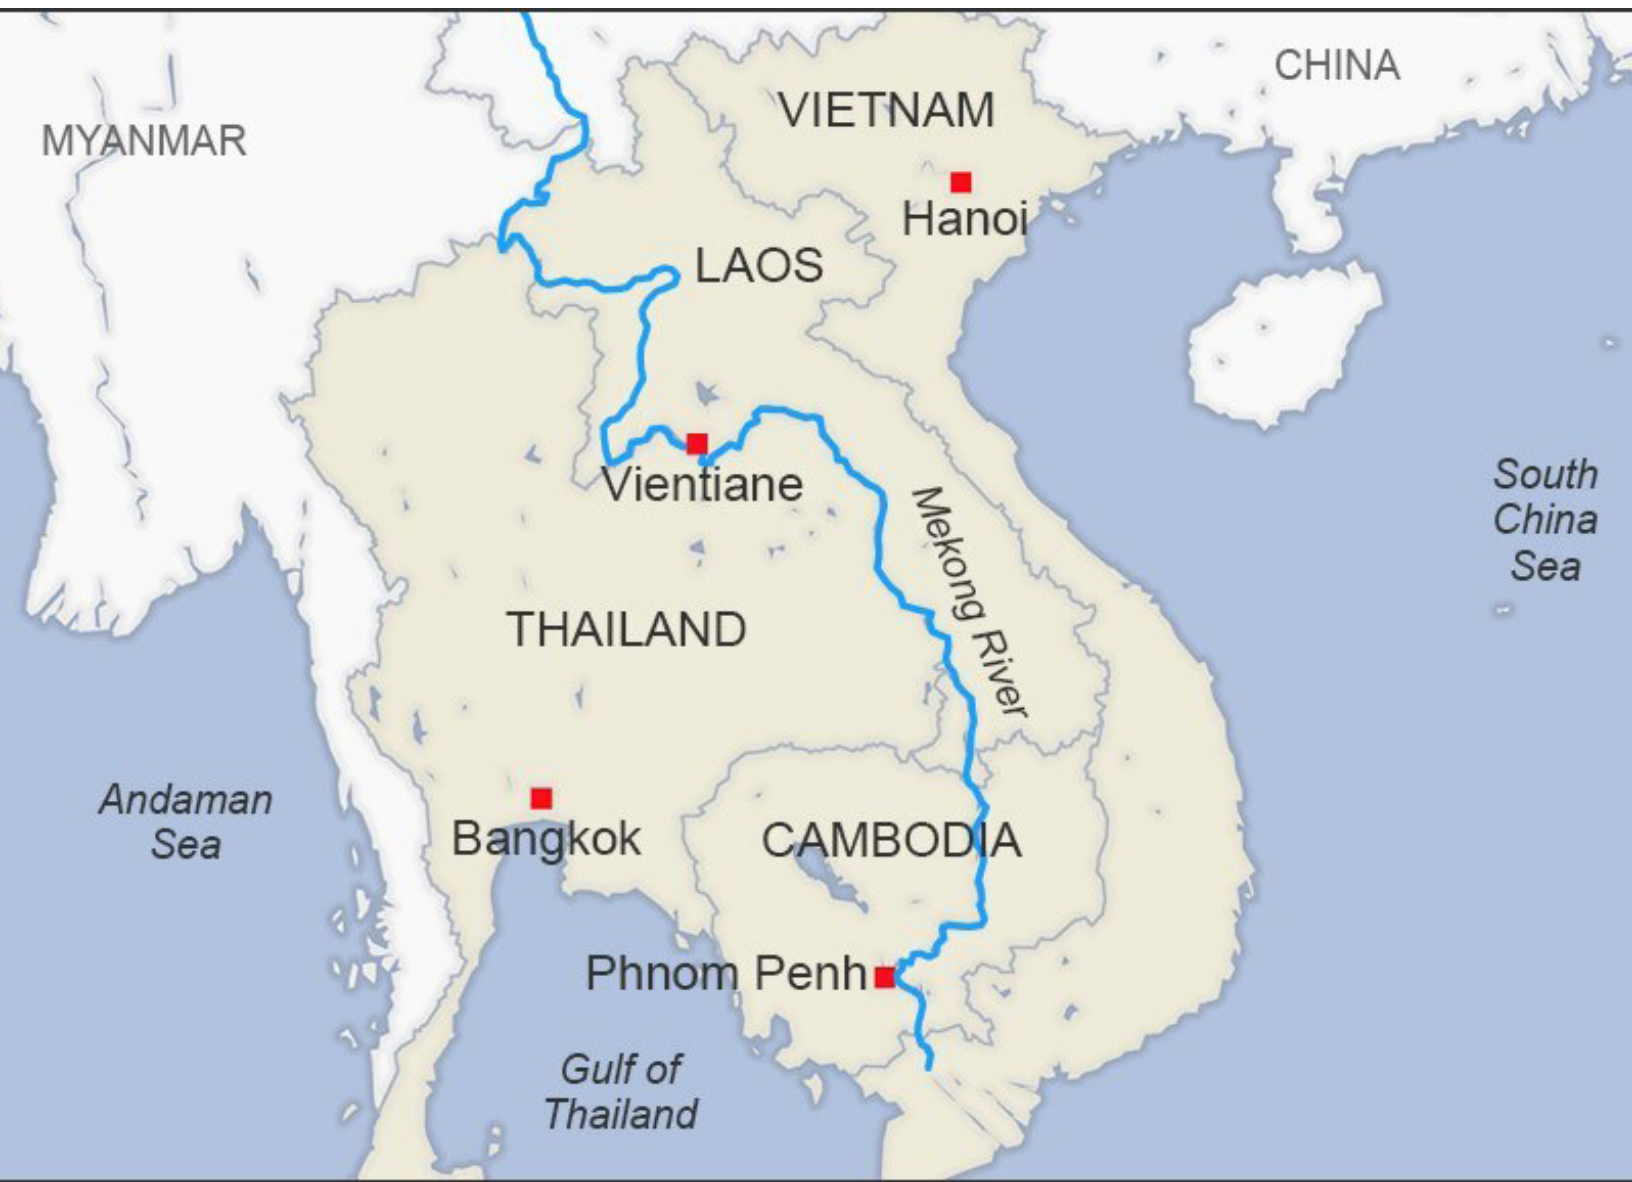 CHINA
VIETNAM
MYANMAR
Hanoi
LAOS
Vientiane
South
China
Sea
Mekong River
THAILAND
Andaman
Sea
Bangkok
CAMBODIA
Phnom Penh
Gulf of
Thailand